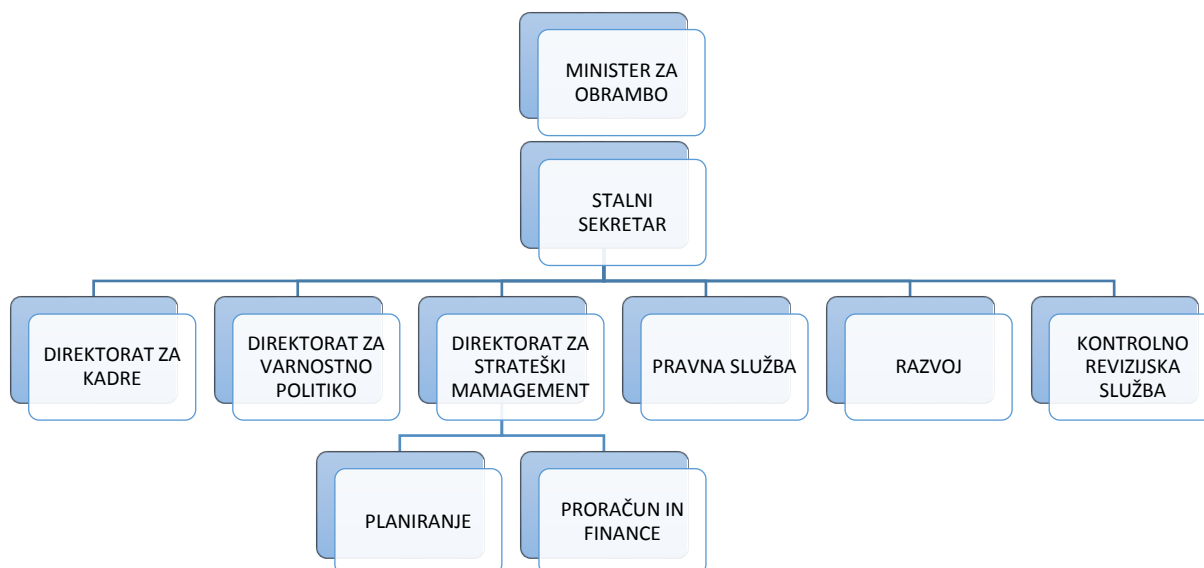 MINISTER ZA
OBRAMBO
STALNI
SEKRETAR
DIREKTORAT ZA
KADRE
DIREKTORAT ZA
VARNOSTNO
POLITIKO
DIREKTORAT ZA
STRATEŠKI
MAMAGEMENT
PRAVNA SLUŽBA
RAZVOJ
KONTROLNO
REVIZIJSKA
SLUŽBA
PLANIRANJE
PRORAČUN IN
FINANCE